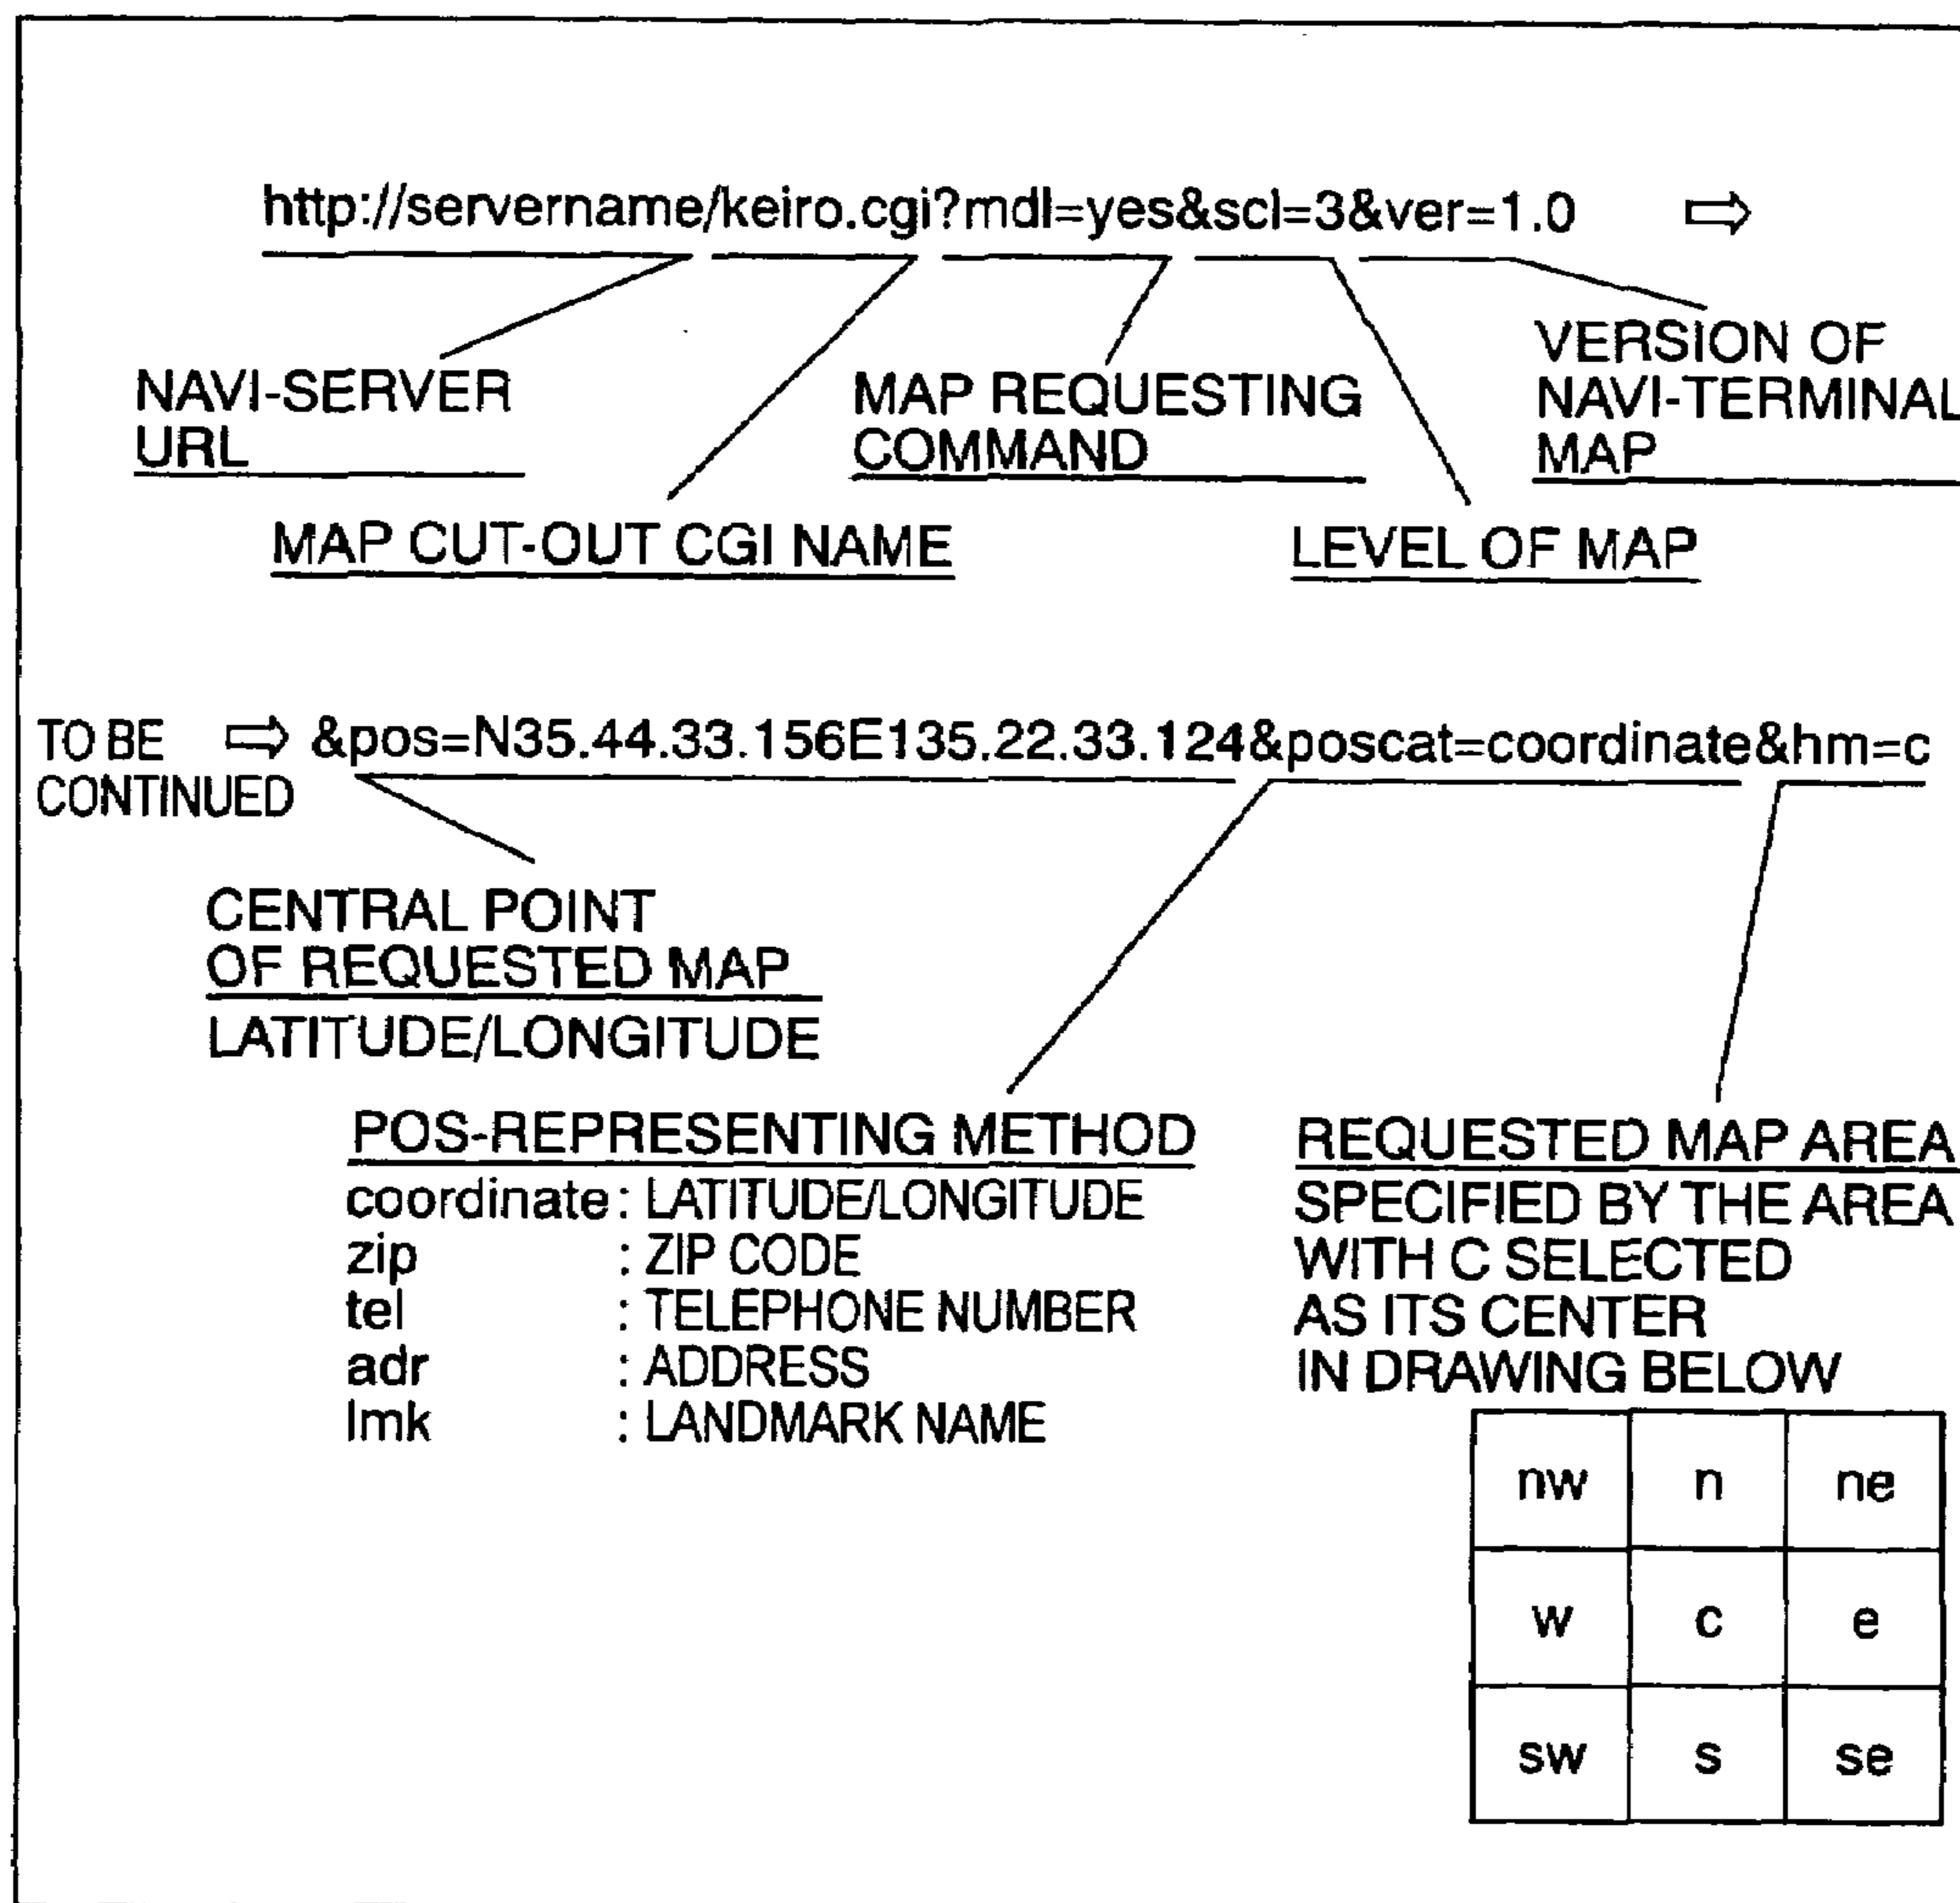 http://servername/keiro.cgi?mdl=yes&scl=3&ver=1.0 ⇨
NAVI-SERVER
URL
MAP CUT-OUT CGI NAME
MAP REQUESTING
COMMAND
LEVEL OF MAP
VERSION OF
NAVI-TERMINAL
MAP
TO BE
CONTINUED
⇨ &pos=N35.44.33.156E135.22.33.124&poscat=coordinate&hm=c
CENTRAL POINT
OF REQUESTED MAP
LATITUDE/LONGITUDE
POS-REPRESENTING METHOD
coordinate: LATITUDE/LONGITUDE
zip : ZIP CODE
tel : TELEPHONE NUMBER
adr : ADDRESS
lmk : LANDMARK NAME
REQUESTED MAP AREA
SPECIFIED BY THE AREA
WITH C SELECTED
AS ITS CENTER
IN DRAWING BELOW
nw n ne
w c e
sw s se